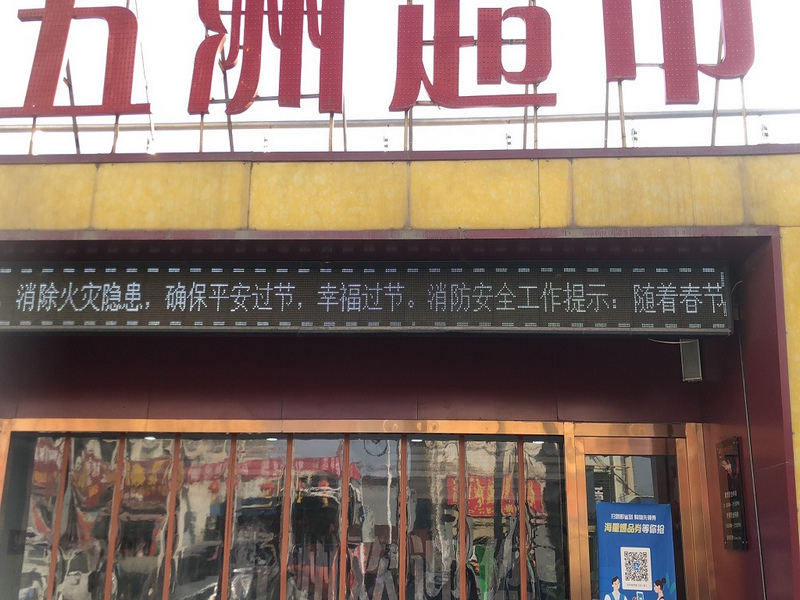 五洲超市
消除火灾隐患，确保平安过节，幸福过节。消防安全工作提示：随着春节
海量爆品券等你抢